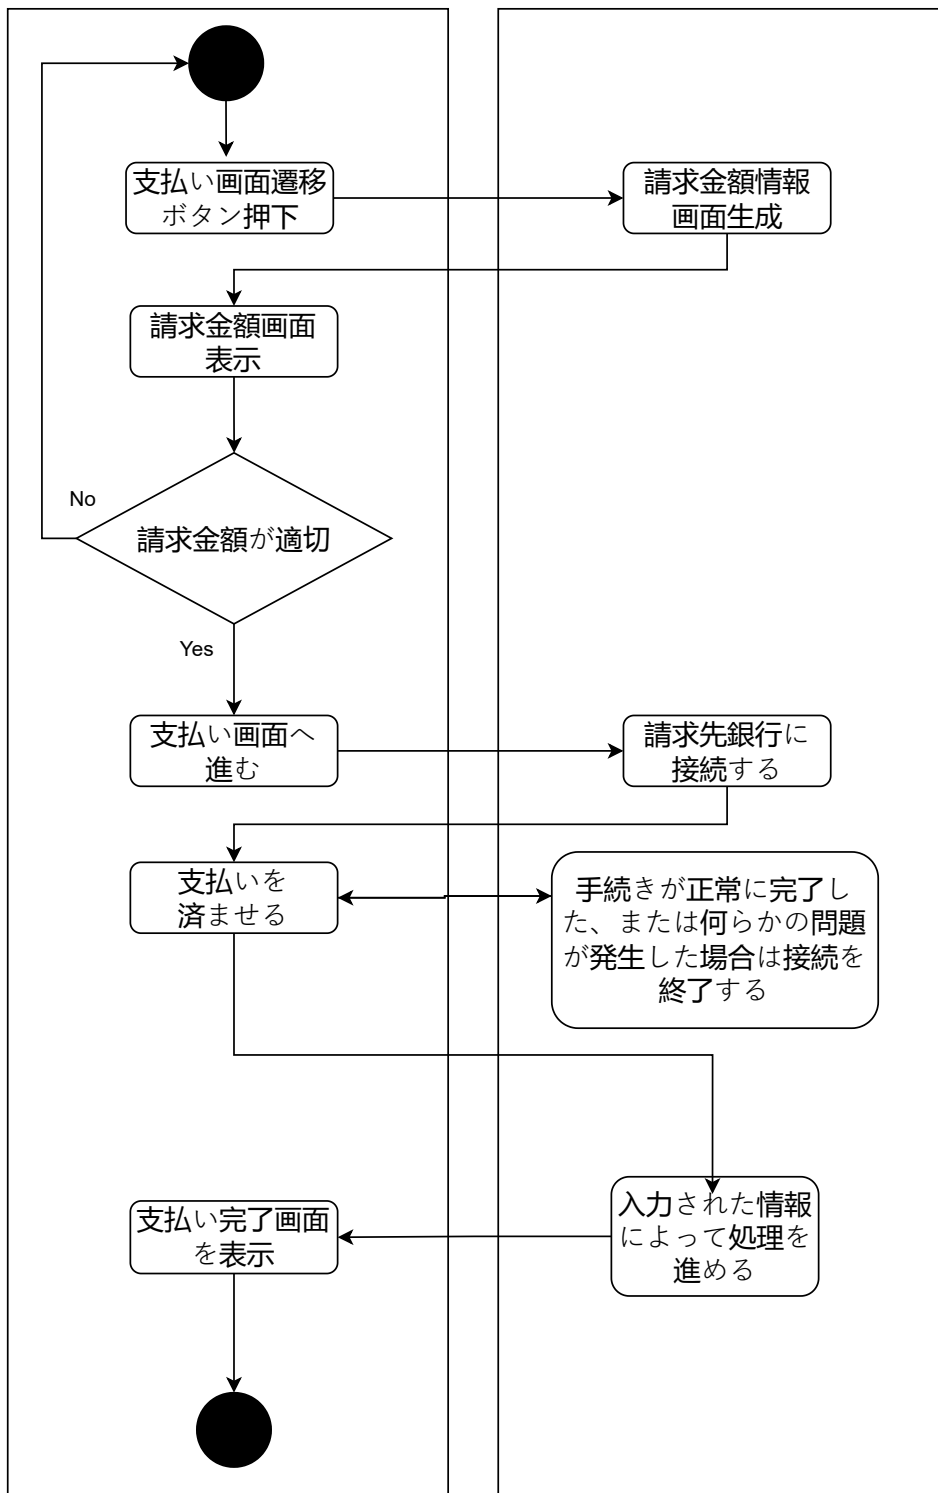 支払い画面遷移
ボタン押下
請求金額情報
画面生成
請求金額画面
表示
No
請求金額が適切
Yes
支払い画面へ
進む
請求先銀行に
接続する
支払いを
済ませる
手続きが正常に完了し
た、または何らかの問題
が発生した場合は接続を
終了する
入力された情報
によって処理を
進める
支払い完了画面
を表示